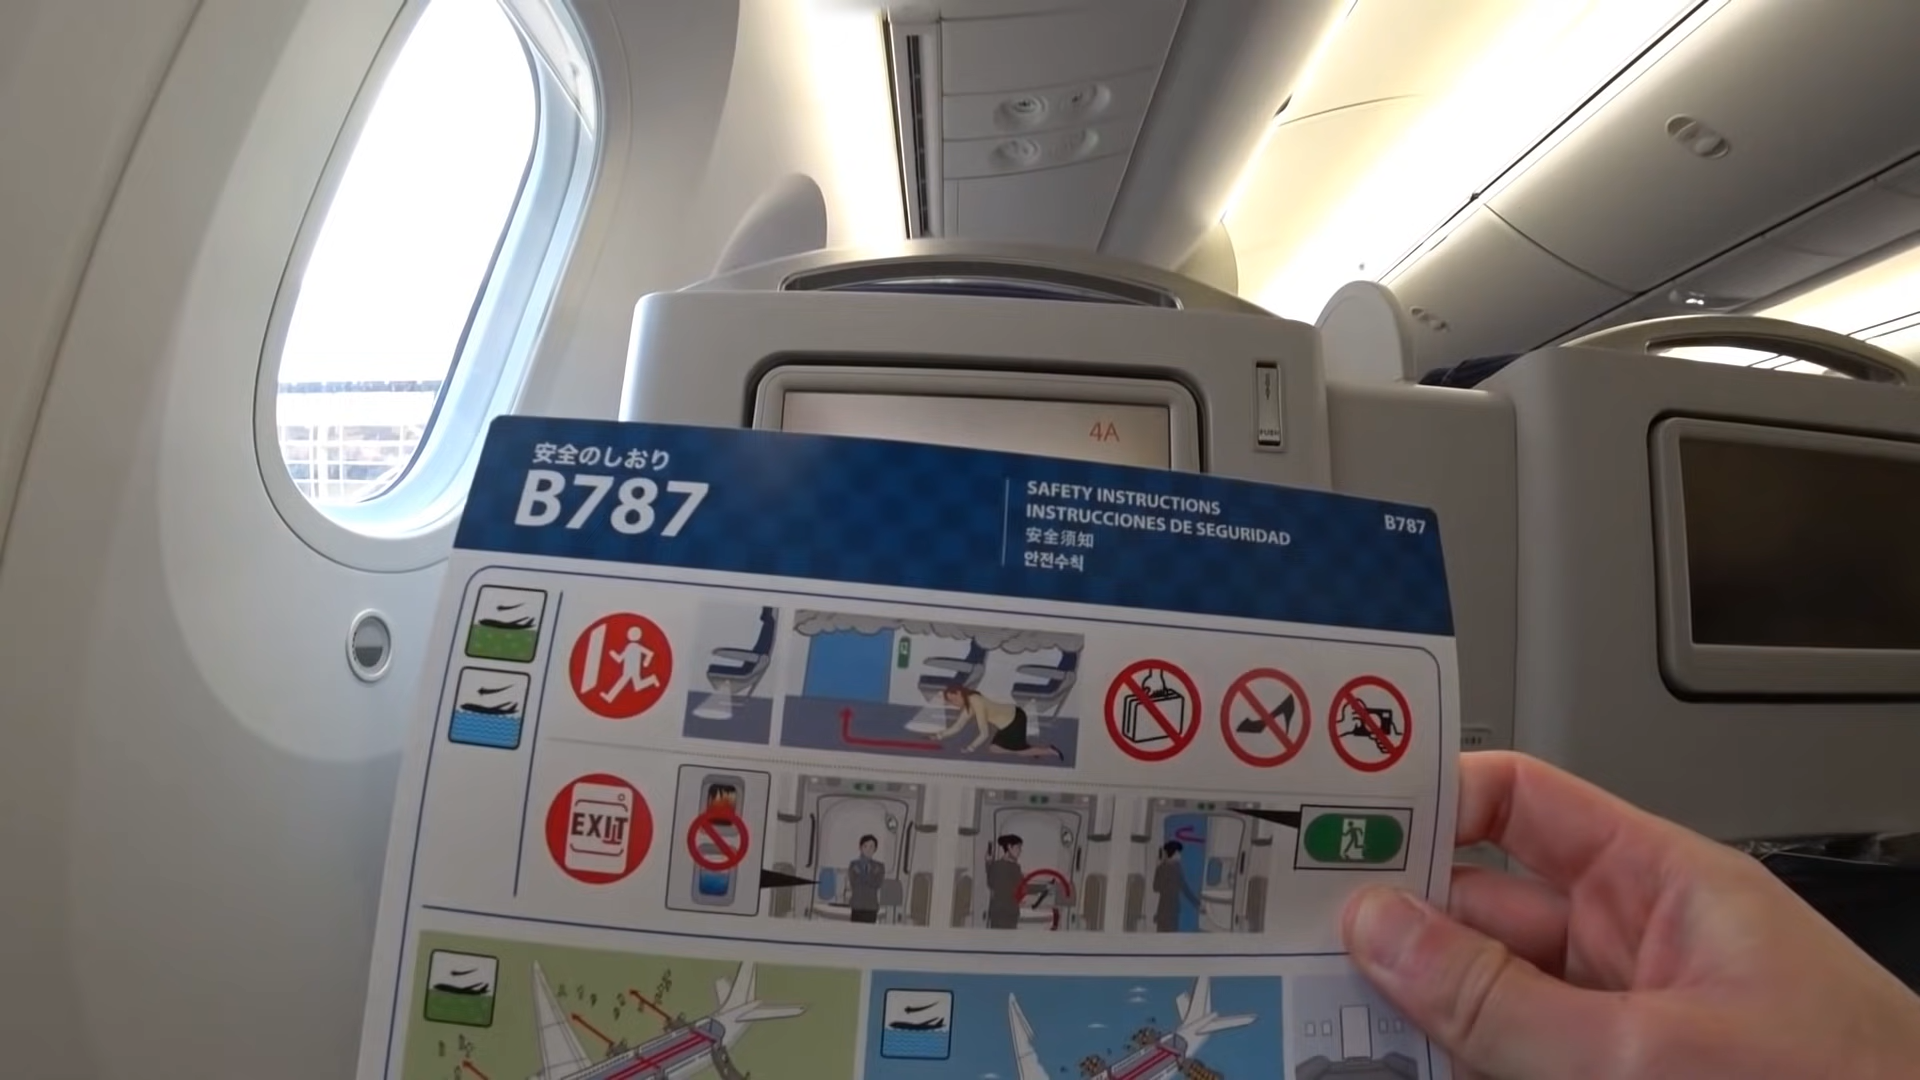 4A
PUSH
安全のしおり
B787
SAFETY INSTRUCTIONS
INSTRUCCIONES DE SEGURIDAD
安全須知
안전수칙
B787
EXIT